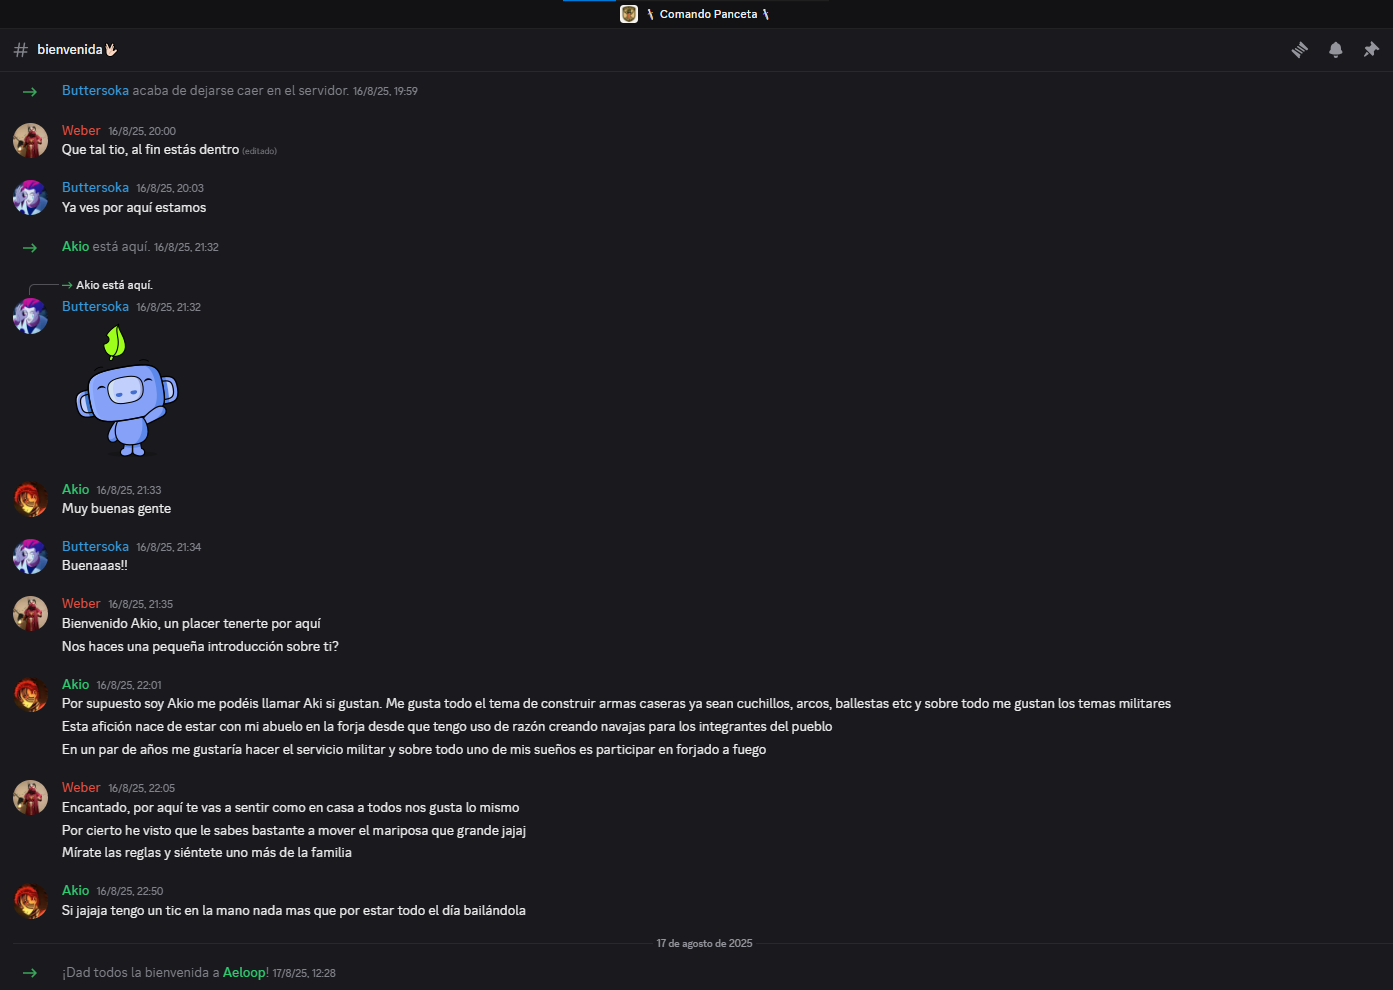 Comando Panceta
# bienvenida🤟🏻
→ Buttersoka acaba de dejarse caer en el servidor. 16/8/25, 19:59
Weber 16/8/25, 20:00
Que tal tio, al fin estás dentro (editado)
Buttersoka 16/8/25, 20:03
Ya ves por aquí estamos
→ Akio está aquí. 16/8/25, 21:32
→ Akio está aquí.
Buttersoka 16/8/25, 21:32
Akio 16/8/25, 21:33
Muy buenas gente
Buttersoka 16/8/25, 21:34
Buenaaas!!
Weber 16/8/25, 21:35
Bienvenido Akio, un placer tenerte por aquí
Nos haces una pequeña introducción sobre ti?
Akio 16/8/25, 22:01
Por supuesto soy Akio me podéis llamar Aki si gustan. Me gusta todo el tema de construir armas caseras ya sean cuchillos, arcos, ballestas etc y sobre todo me gustan los temas militares
Esta afición nace de estar con mi abuelo en la forja desde que tengo uso de razón creando navajas para los integrantes del pueblo
En un par de años me gustaría hacer el servicio militar y sobre todo uno de mis sueños es participar en forjado a fuego
Weber 16/8/25, 22:05
Encantado, por aquí te vas a sentir como en casa a todos nos gusta lo mismo
Por cierto he visto que le sabes bastante a mover el mariposa que grande jajaj
Mírate las reglas y siéntete uno más de la familia
Akio 16/8/25, 22:50
Si jajaja tengo un tic en la mano nada mas que por estar todo el día bailándola
17 de agosto de 2025
→ ¡Dad todos la bienvenida a Aeloop! 17/8/25, 12:28